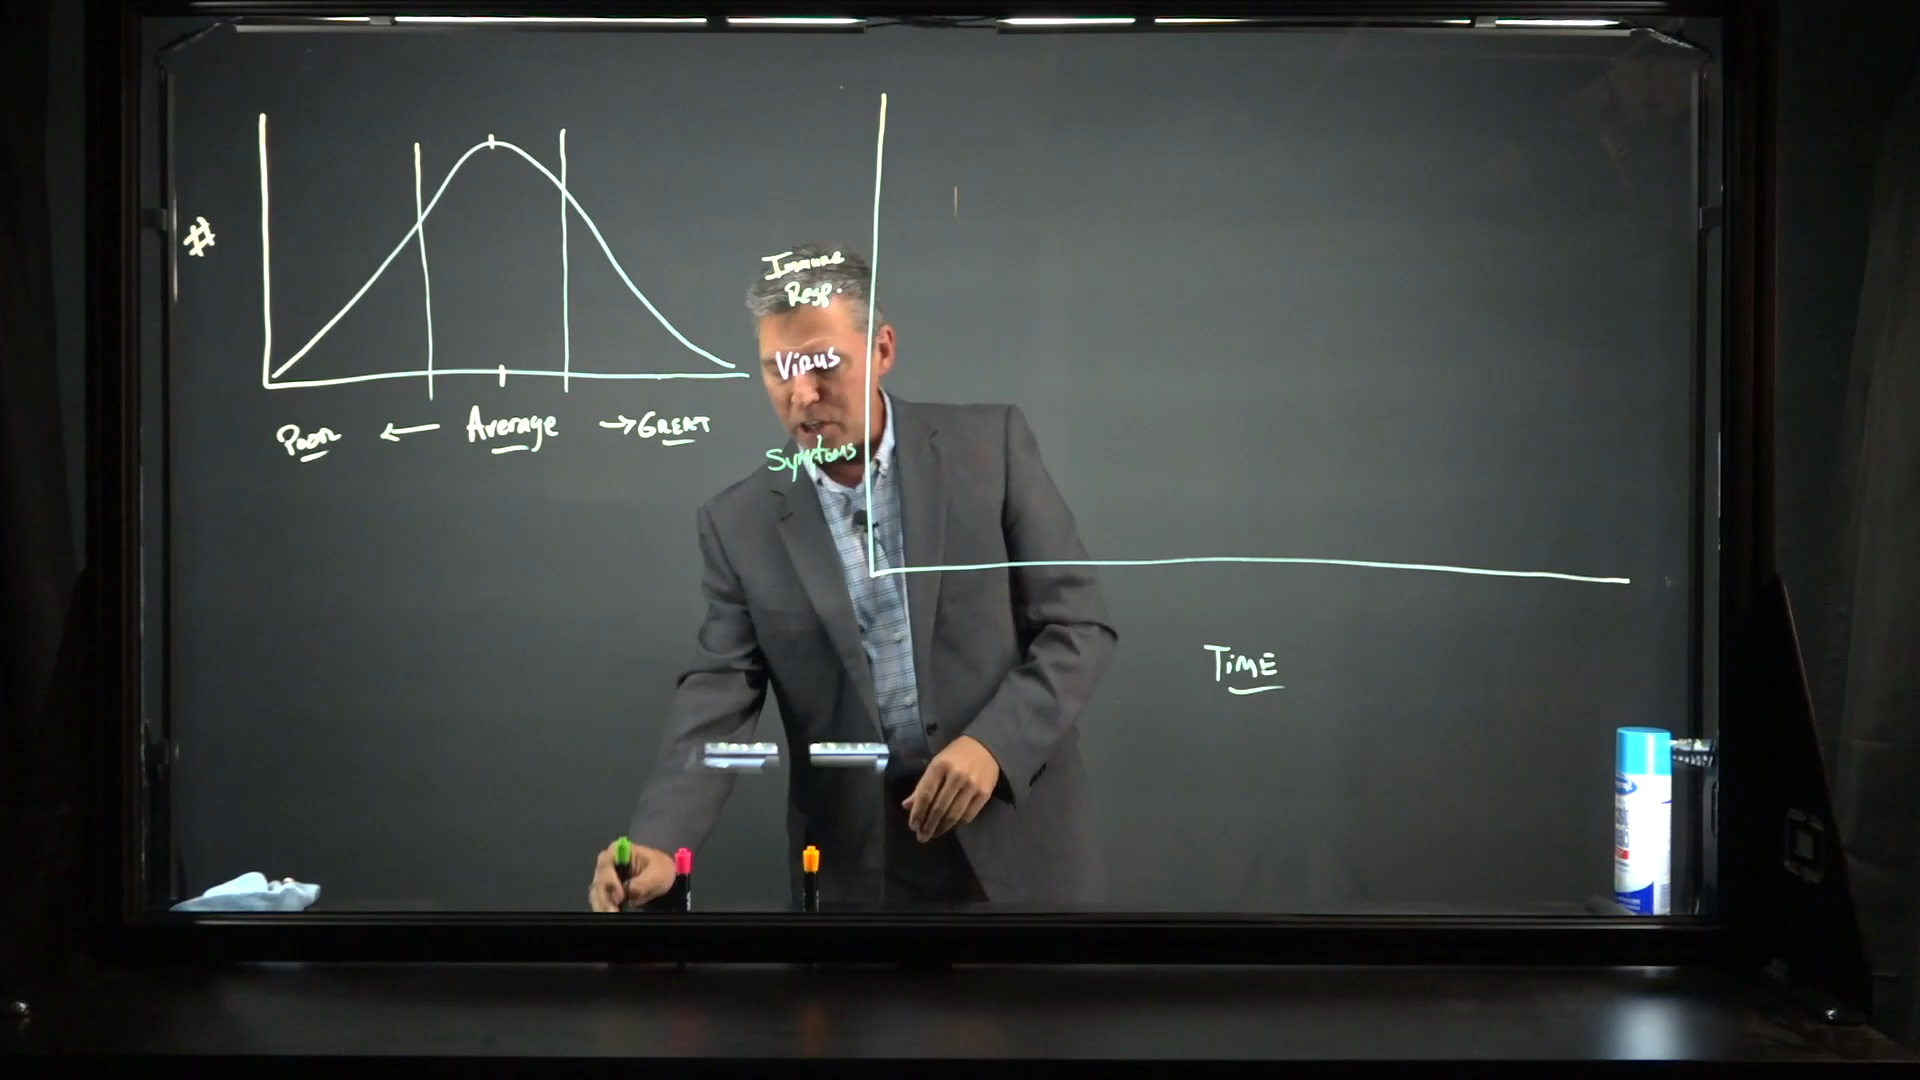 #
Poor ← Average → GREAT
Immune
Resp.
Virus
Symptoms
TIME